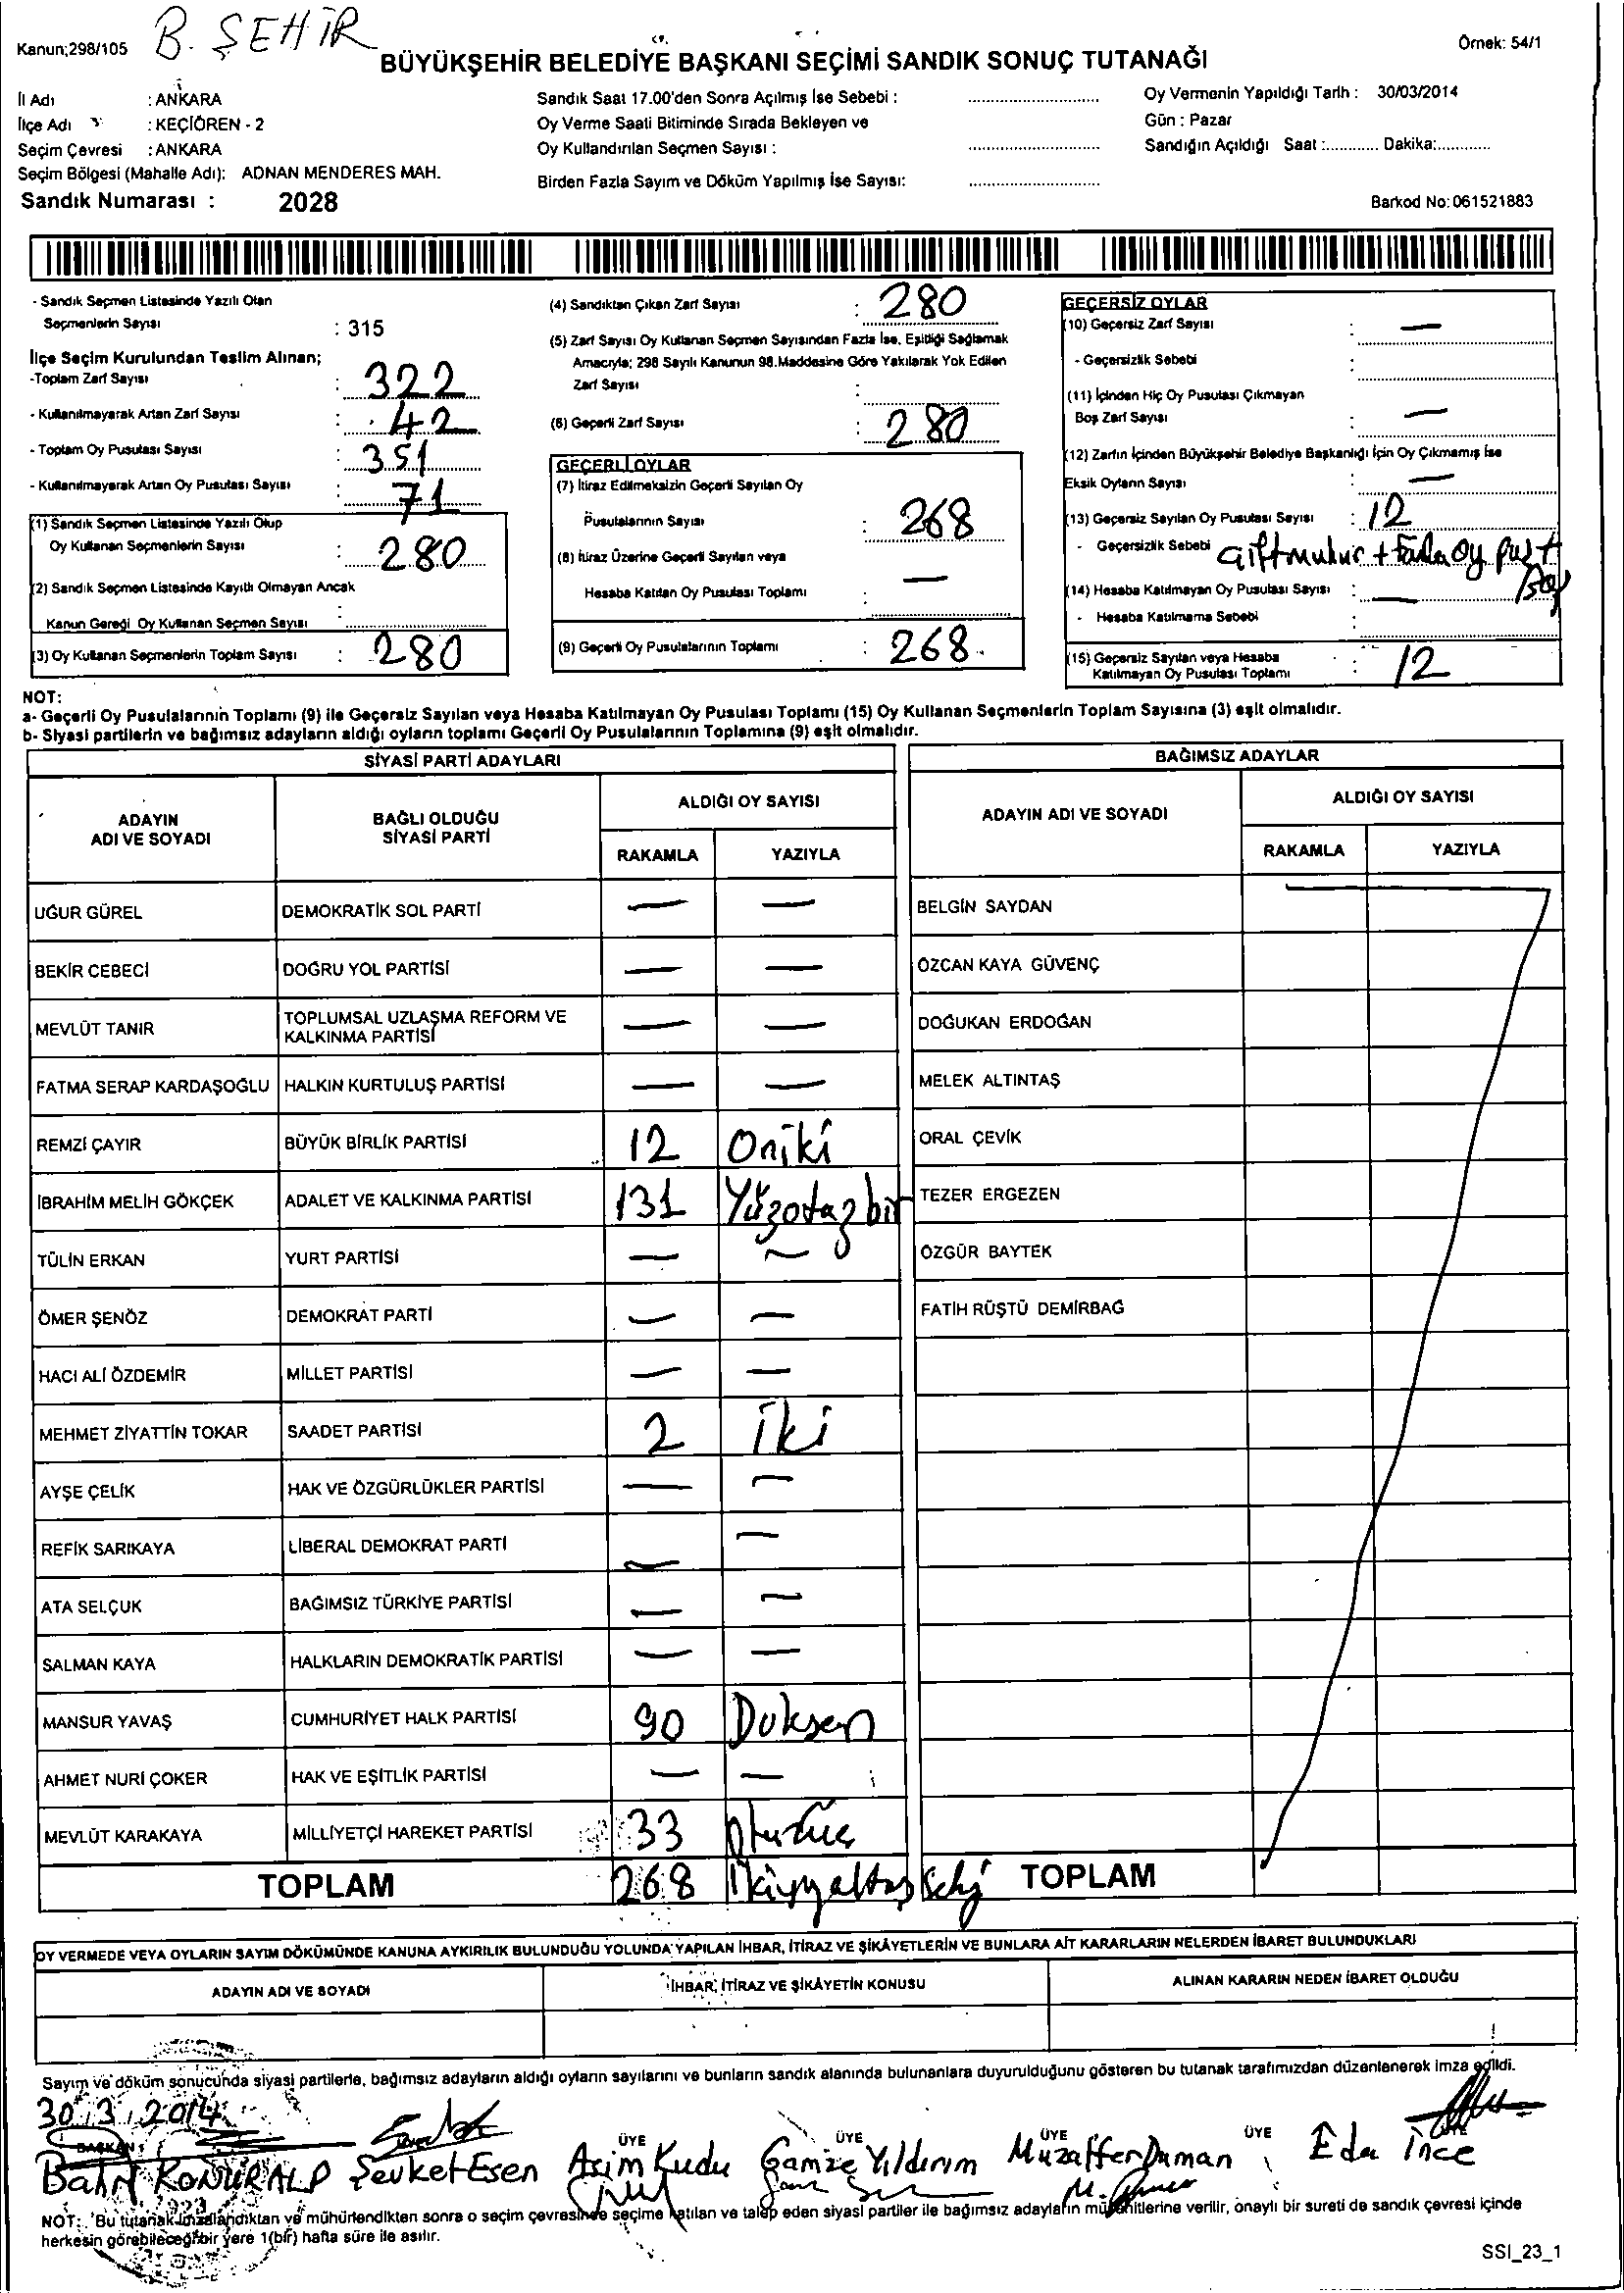 B. ŞEHİR
Kanun;298/105
BÜYÜKŞEHİR BELEDİYE BAŞKANI SEÇİMİ SANDIK SONUÇ TUTANAĞI
Örnek: 54/1
İl Adı : ANKARA
İlçe Adı : KEÇİÖREN - 2
Seçim Çevresi : ANKARA
Seçim Bölgesi (Mahalle Adı): ADNAN MENDERES MAH.
Sandık Numarası : 2028
Sandık Saat 17.00'den Sonra Açılmış İse Sebebi : ............
Oy Verme Saati Bitiminde Sırada Bekleyen ve
Oy Kullandırılan Seçmen Sayısı : ............
Birden Fazla Sayım ve Döküm Yapılmış İse Sayısı: ............
Oy Vermenin Yapıldığı Tarih : 30/03/2014
Gün : Pazar
Sandığın Açıldığı Saat :............ Dakika:............
Barkod No:061521883
- Sandık Seçmen Listesinde Yazılı Olan
Seçmenlerin Sayısı : 315
İlçe Seçim Kurulundan Teslim Alınan;
-Toplam Zarf Sayısı : 322
- Kullanılmayarak Artan Zarf Sayısı : 42
- Toplam Oy Pusulası Sayısı : 351
- Kullanılmayarak Artan Oy Pusulası Sayısı : 71
(1) Sandık Seçmen Listesinde Yazılı Olup
Oy Kullanan Seçmenlerin Sayısı : 280
(2) Sandık Seçmen Listesinde Kayıtlı Olmayan Ancak
Kanun Gereği Oy Kullanan Seçmen Sayısı :
(3) Oy Kullanan Seçmenlerin Toplam Sayısı : 280
(4) Sandıktan Çıkan Zarf Sayısı : 280
(5) Zarf Sayısı Oy Kullanan Seçmen Sayısından Fazla İse, Eşitliği Sağlamak
Amacıyla; 298 Sayılı Kanunun 98.Maddesine Göre Yakılarak Yok Edilen
Zarf Sayısı :
(6) Geçerli Zarf Sayısı : 280
GEÇERLİ OYLAR
(7) İtiraz Edilmeksizin Geçerli Sayılan Oy
Pusulalarının Sayısı : 268
(8) İtiraz Üzerine Geçerli Sayılan veya
Hesaba Katılan Oy Pusulası Toplamı : —
(9) Geçerli Oy Pusulalarının Toplamı : 268
GEÇERSİZ OYLAR
(10) Geçersiz Zarf Sayısı : —
- Geçersizlik Sebebi :
(11) İçinden Hiç Oy Pusulası Çıkmayan
Boş Zarf Sayısı : —
(12) Zarfın İçinden Büyükşehir Belediye Başkanlığı İçin Oy Çıkmamış İse
Eksik Oyların Sayısı : —
(13) Geçersiz Sayılan Oy Pusulası Sayısı : 12
- Geçersizlik Sebebi Çift mühür + Fazla oy pus +
Boş
(14) Hesaba Katılmayan Oy Pusulası Sayısı : —
- Hesaba Katılmama Sebebi :
(15) Geçersiz Sayılan veya Hesaba
Katılmayan Oy Pusulası Toplamı : 12
NOT:
a- Geçerli Oy Pusulalarının Toplamı (9) ile Geçersiz Sayılan veya Hesaba Katılmayan Oy Pusulası Toplamı (15) Oy Kullanan Seçmenlerin Toplam Sayısına (3) eşit olmalıdır.
b- Siyasi partilerin ve bağımsız adayların aldığı oyların toplamı Geçerli Oy Pusulalarının Toplamına (9) eşit olmalıdır.
SİYASİ PARTİ ADAYLARI
ADAYIN ADI VE SOYADI BAĞLI OLDUĞU SİYASİ PARTİ ALDIĞI OY SAYISI
RAKAMLA YAZIYLA
UĞUR GÜREL DEMOKRATİK SOL PARTİ — —
BEKİR CEBECİ DOĞRU YOL PARTİSİ — —
MEVLÜT TANIR TOPLUMSAL UZLAŞMA REFORM VE KALKINMA PARTİSİ — —
FATMA SERAP KARDAŞOĞLU HALKIN KURTULUŞ PARTİSİ — —
REMZİ ÇAYIR BÜYÜK BİRLİK PARTİSİ 12 Oniki
İBRAHİM MELİH GÖKÇEK ADALET VE KALKINMA PARTİSİ 131 Yüzotuzbir
TÜLİN ERKAN YURT PARTİSİ — —
ÖMER ŞENÖZ DEMOKRAT PARTİ — —
HACI ALİ ÖZDEMİR MİLLET PARTİSİ — —
MEHMET ZİYATTİN TOKAR SAADET PARTİSİ 2 iki
AYŞE ÇELİK HAK VE ÖZGÜRLÜKLER PARTİSİ — —
REFİK SARIKAYA LİBERAL DEMOKRAT PARTİ — —
ATA SELÇUK BAĞIMSIZ TÜRKİYE PARTİSİ — —
SALMAN KAYA HALKLARIN DEMOKRATİK PARTİSİ — —
MANSUR YAVAŞ CUMHURİYET HALK PARTİSİ 90 Doksan
AHMET NURİ ÇOKER HAK VE EŞİTLİK PARTİSİ — —
MEVLÜT KARAKAYA MİLLİYETÇİ HAREKET PARTİSİ 33 otuzüç
TOPLAM 268 ikiyüzaltmışsekiz
BAĞIMSIZ ADAYLAR
ADAYIN ADI VE SOYADI ALDIĞI OY SAYISI
RAKAMLA YAZIYLA
BELGİN SAYDAN
ÖZCAN KAYA GÜVENÇ
DOĞUKAN ERDOĞAN
MELEK ALTINTAŞ
ORAL ÇEVİK
TEZER ERGEZEN
ÖZGÜR BAYTEK
FATİH RÜŞTÜ DEMİRBAĞ
TOPLAM
OY VERMEDE VEYA OYLARIN SAYIM DÖKÜMÜNDE KANUNA AYKIRILIK BULUNDUĞU YOLUNDA YAPILAN İHBAR, İTİRAZ VE ŞİKÂYETLERİN VE BUNLARA AİT KARARLARIN NELERDEN İBARET BULUNDUKLARI
ADAYIN ADI VE SOYADI İHBAR, İTİRAZ VE ŞİKÂYETİN KONUSU ALINAN KARARIN NEDEN İBARET OLDUĞU
Sayım ve döküm sonucunda siyasi partilerle, bağımsız adayların aldığı oyların sayılarını ve bunların sandık alanında bulunanlara duyurulduğunu gösteren bu tutanak tarafımızdan düzenlenerek imza edildi.
30.3.2014
BAŞKAN ÜYE ÜYE ÜYE ÜYE
Bahri KONURALP Şevket Esen Asim Kudu Gamze Yıldırım Muzaffer Duman Eda İnce
NOT: Bu tutanak imzalandıktan ve mühürlendikten sonra o seçim çevresinde seçime katılan ve talep eden siyasi partiler ile bağımsız adayların müşahitlerine verilir, onaylı bir sureti de sandık çevresi içinde
herkesin görebileceği bir yere 1(bir) hafta süre ile asılır.
SSI_23_1